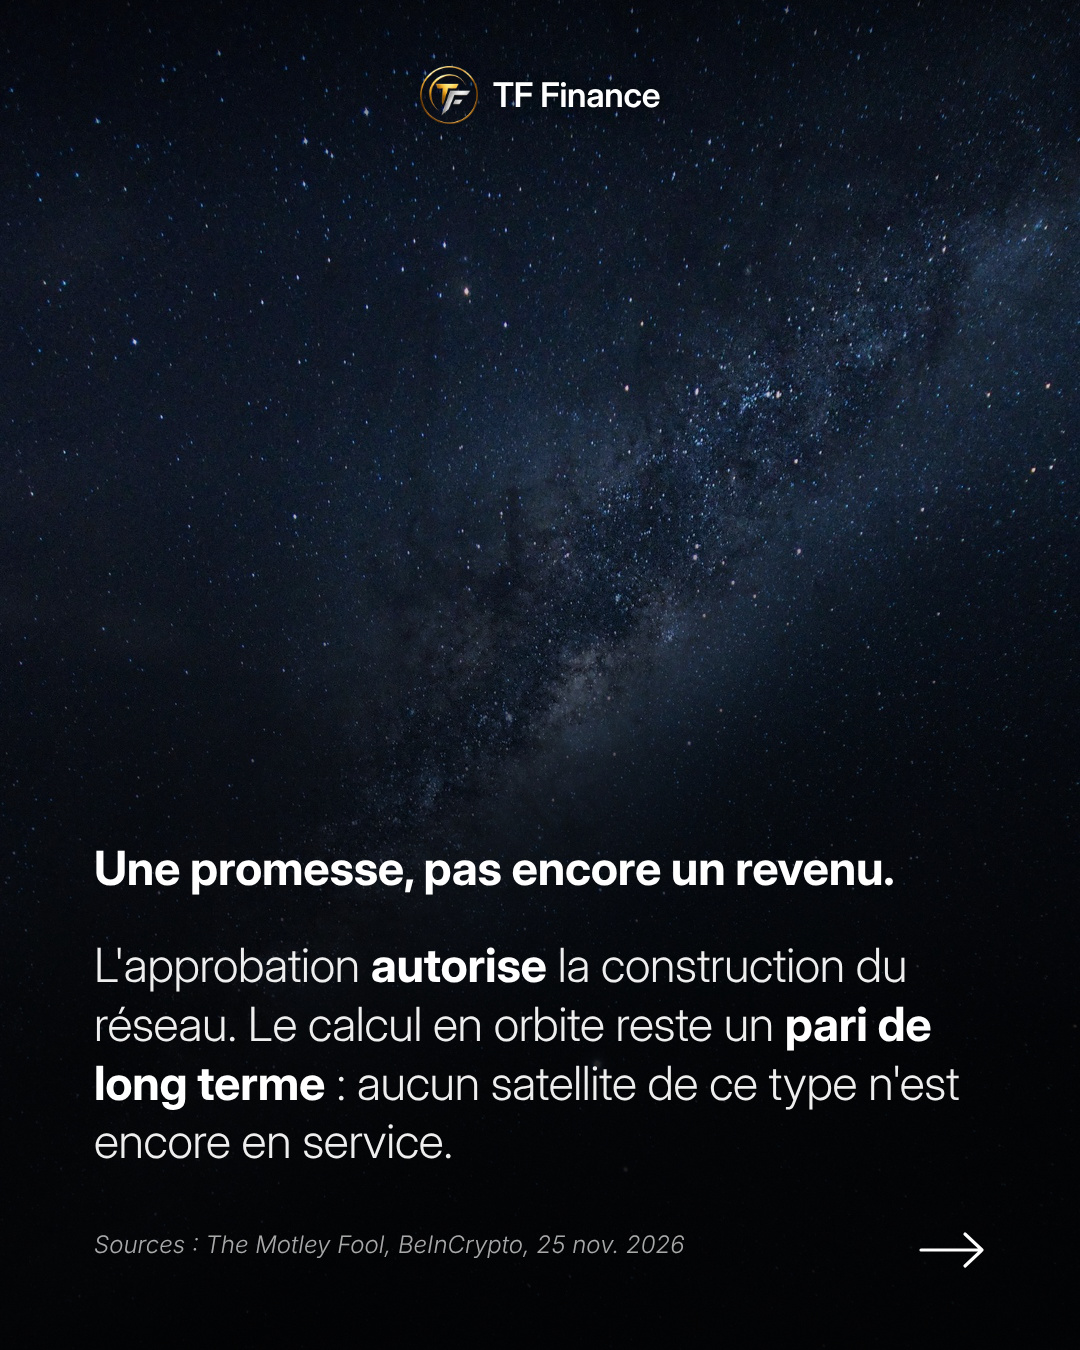 TF Finance
Une promesse, pas encore un revenu.
L'approbation autorise la construction du
réseau. Le calcul en orbite reste un pari de
long terme : aucun satellite de ce type n'est
encore en service.
Sources : The Motley Fool, BeInCrypto, 25 nov. 2026